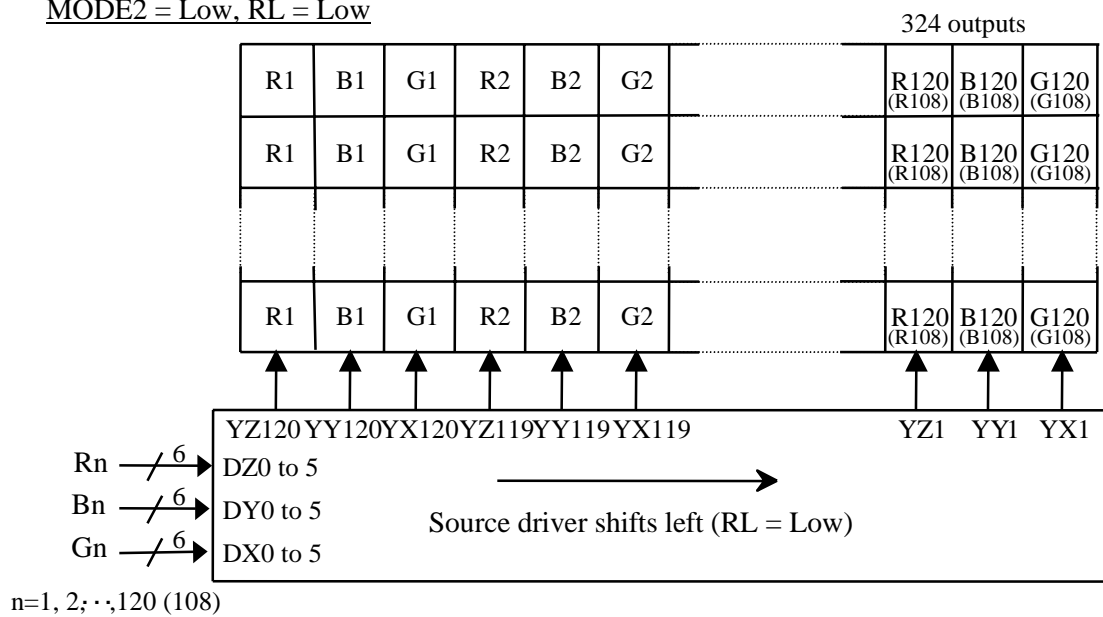 MODE2 = Low, RL = Low
324 outputs
R1 B1 G1 R2 B2 G2 R120 B120 G120
(R108) (B108) (G108)
R1 B1 G1 R2 B2 G2 R120 B120 G120
(R108) (B108) (G108)
R1 B1 G1 R2 B2 G2 R120 B120 G120
(R108) (B108) (G108)
YZ120 YY120 YX120 YZ119 YY119 YX119 YZ1 YY1 YX1
Rn 6 DZ0 to 5
Bn 6 DY0 to 5
Gn 6 DX0 to 5
Source driver shifts left (RL = Low)
n=1, 2,···,120 (108)